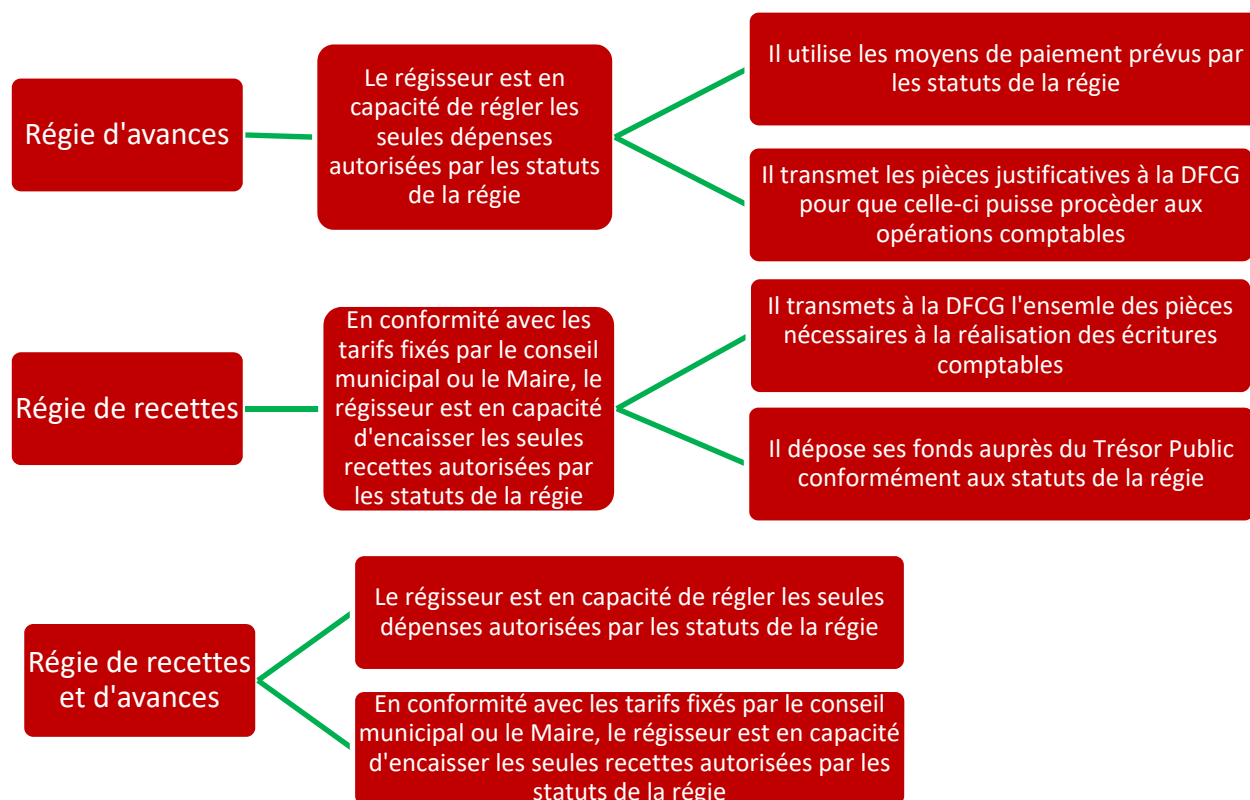 Régie d'avances
Le régisseur est en
capacité de régler les
seules dépenses
autorisées par les statuts
de la régie
Il utilise les moyens de paiement prévus par
les statuts de la régie
Il transmet les pièces justificatives à la DFCG
pour que celle-ci puisse procèder aux
opérations comptables
Régie de recettes
En conformité avec les
tarifs fixés par le conseil
municipal ou le Maire, le
régisseur est en capacité
d'encaisser les seules
recettes autorisées par
les statuts de la régie
Il transmets à la DFCG l'ensemle des pièces
nécessaires à la réalisation des écritures
comptables
Il dépose ses fonds auprès du Trésor Public
conformément aux statuts de la régie
Régie de recettes
et d'avances
Le régisseur est en capacité de régler les seules
dépenses autorisées par les statuts de la régie
En conformité avec les tarifs fixés par le conseil
municipal ou le Maire, le régisseur est en capacité
d'encaisser les seules recettes autorisées par les
statuts de la régie